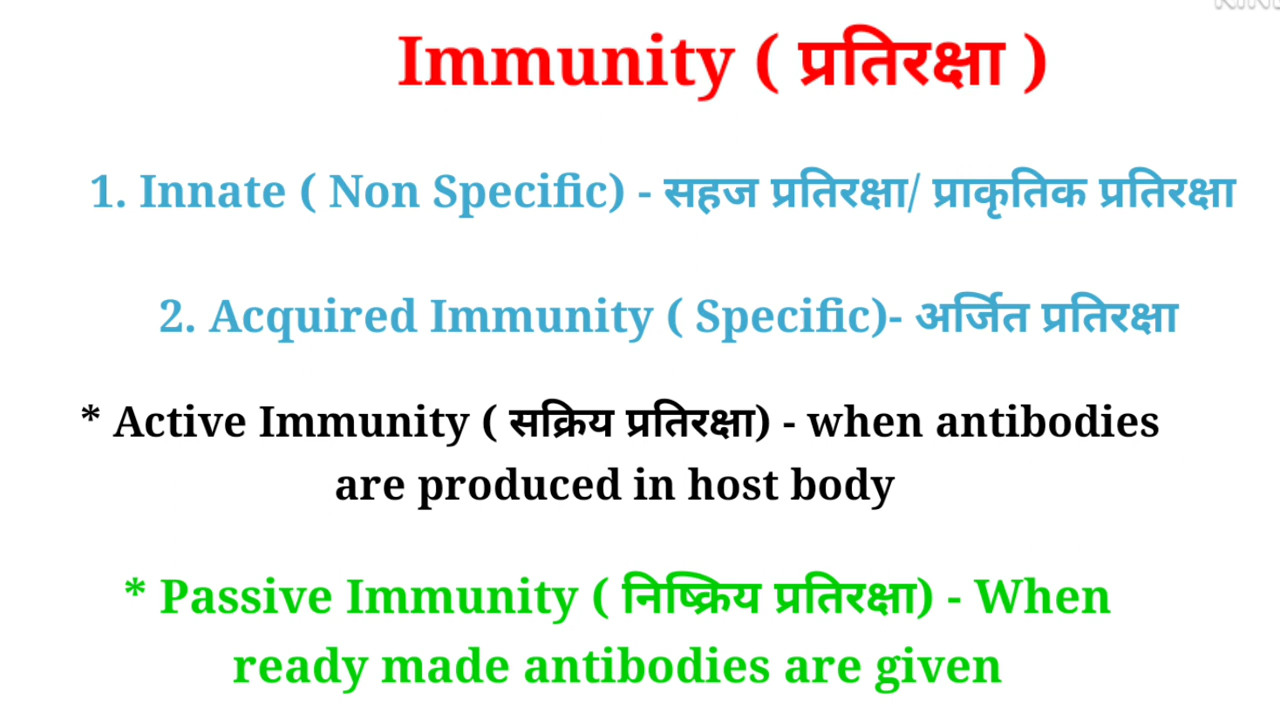 Immunity ( प्रतिरक्षा )
1. Innate ( Non Specific) - सहज प्रतिरक्षा/ प्राकृतिक प्रतिरक्षा
2. Acquired Immunity ( Specific)- अर्जित प्रतिरक्षा
* Active Immunity ( सक्रिय प्रतिरक्षा) - when antibodies
are produced in host body
* Passive Immunity ( निष्क्रिय प्रतिरक्षा) - When
ready made antibodies are given